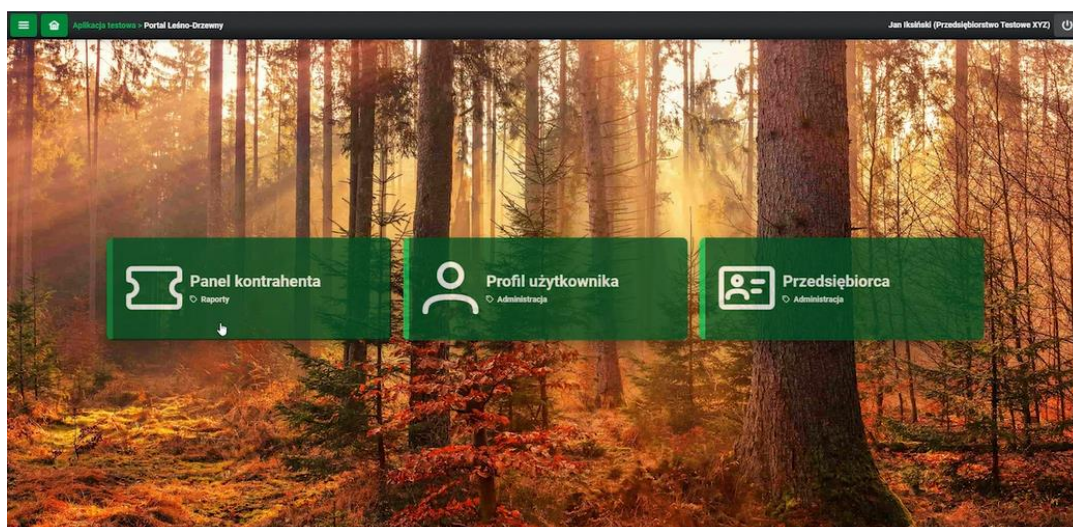 Aplikacja testowa > Portal Leśno-Drzewny
Jan Iksiński (Przedsiębiorstwo Testowe XYZ)
Panel kontrahenta
Raporty
Profil użytkownika
Administracja
Przedsiębiorca
Administracja